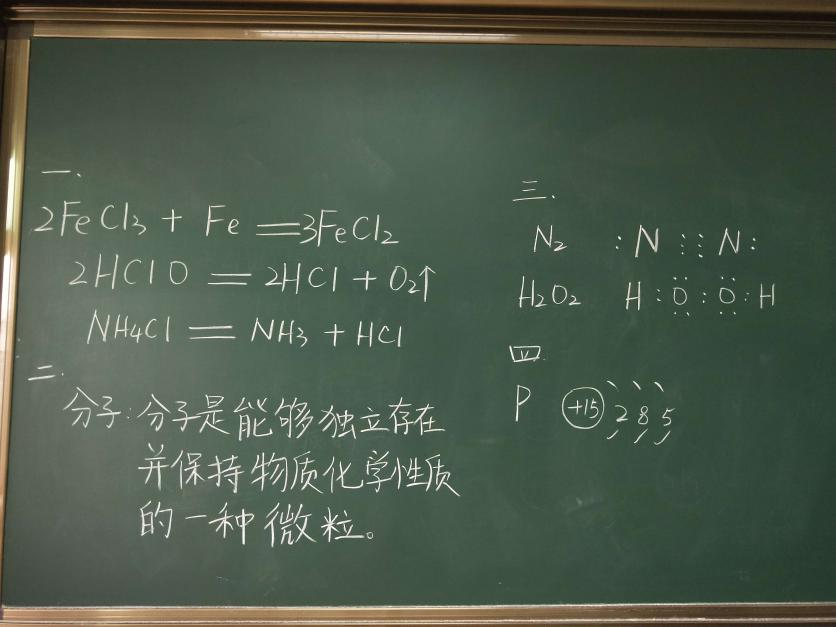 一.
2FeCl₃ + Fe ═ 3FeCl₂
2HClO ═ 2HCl + O₂↑
NH₄Cl ═ NH₃ + HCl
二.
分子:分子是能够独立存在
并保持物质化学性质
的一种微粒。
三.
N₂ :N⋮⋮N:
H₂O₂ H:Ö̤:Ö̤:H
四
P +15 2 8 5